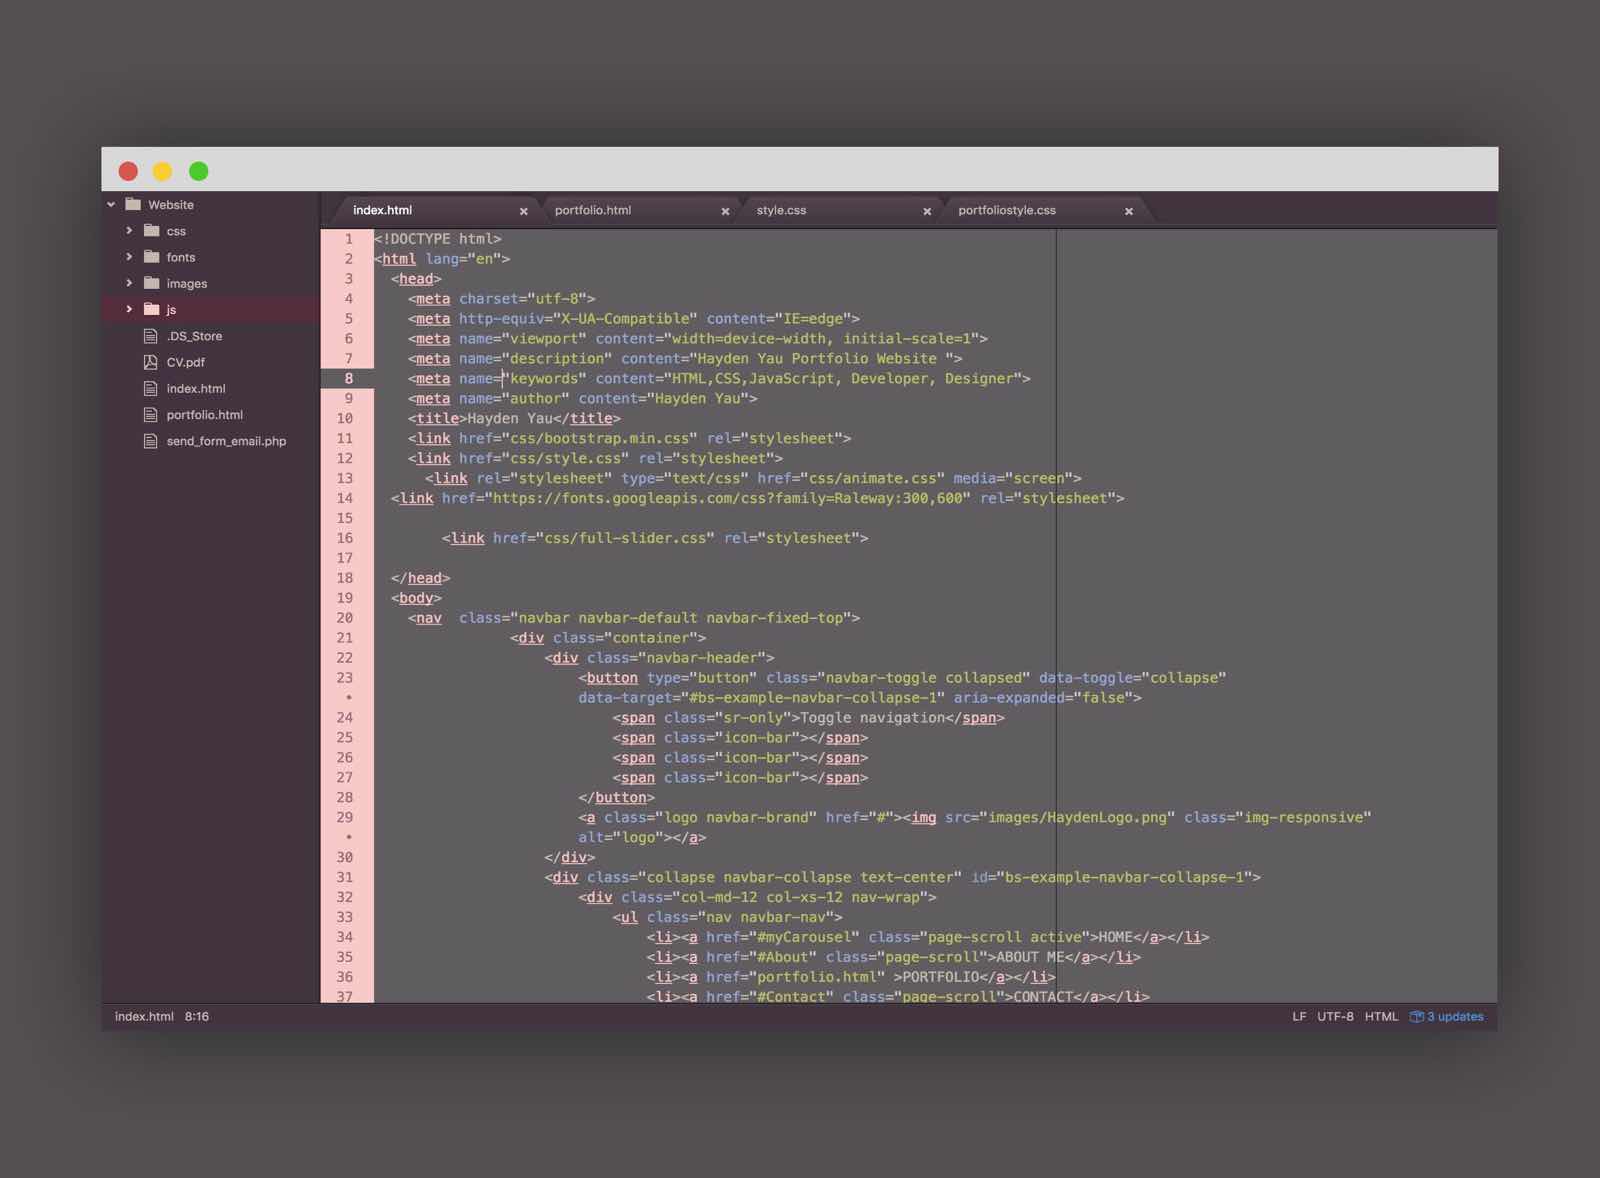 Website
css
fonts
images
js
.DS_Store
CV.pdf
index.html
portfolio.html
send_form_email.php
index.html portfolio.html style.css portfoliostyle.css
1 <!DOCTYPE html>
2 <html lang="en">
3 <head>
4 <meta charset="utf-8">
5 <meta http-equiv="X-UA-Compatible" content="IE=edge">
6 <meta name="viewport" content="width=device-width, initial-scale=1">
7 <meta name="description" content="Hayden Yau Portfolio Website ">
8 <meta name="keywords" content="HTML,CSS,JavaScript, Developer, Designer">
9 <meta name="author" content="Hayden Yau">
10 <title>Hayden Yau</title>
11 <link href="css/bootstrap.min.css" rel="stylesheet">
12 <link href="css/style.css" rel="stylesheet">
13 <link rel="stylesheet" type="text/css" href="css/animate.css" media="screen">
14 <link href="https://fonts.googleapis.com/css?family=Raleway:300,600" rel="stylesheet">
15
16 <link href="css/full-slider.css" rel="stylesheet">
17
18 </head>
19 <body>
20 <nav  class="navbar navbar-default navbar-fixed-top">
21 <div class="container">
22 <div class="navbar-header">
23 <button type="button" class="navbar-toggle collapsed" data-toggle="collapse"
• data-target="#bs-example-navbar-collapse-1" aria-expanded="false">
24 <span class="sr-only">Toggle navigation</span>
25 <span class="icon-bar"></span>
26 <span class="icon-bar"></span>
27 <span class="icon-bar"></span>
28 </button>
29 <a class="logo navbar-brand" href="#"><img src="images/HaydenLogo.png" class="img-responsive"
• alt="logo"></a>
30 </div>
31 <div class="collapse navbar-collapse text-center" id="bs-example-navbar-collapse-1">
32 <div class="col-md-12 col-xs-12 nav-wrap">
33 <ul class="nav navbar-nav">
34 <li><a href="#myCarousel" class="page-scroll active">HOME</a></li>
35 <li><a href="#About" class="page-scroll">ABOUT ME</a></li>
36 <li><a href="portfolio.html" >PORTFOLIO</a></li>
37 <li><a href="#Contact" class="page-scroll">CONTACT</a></li>
index.html 8:16 LF UTF-8 HTML 3 updates